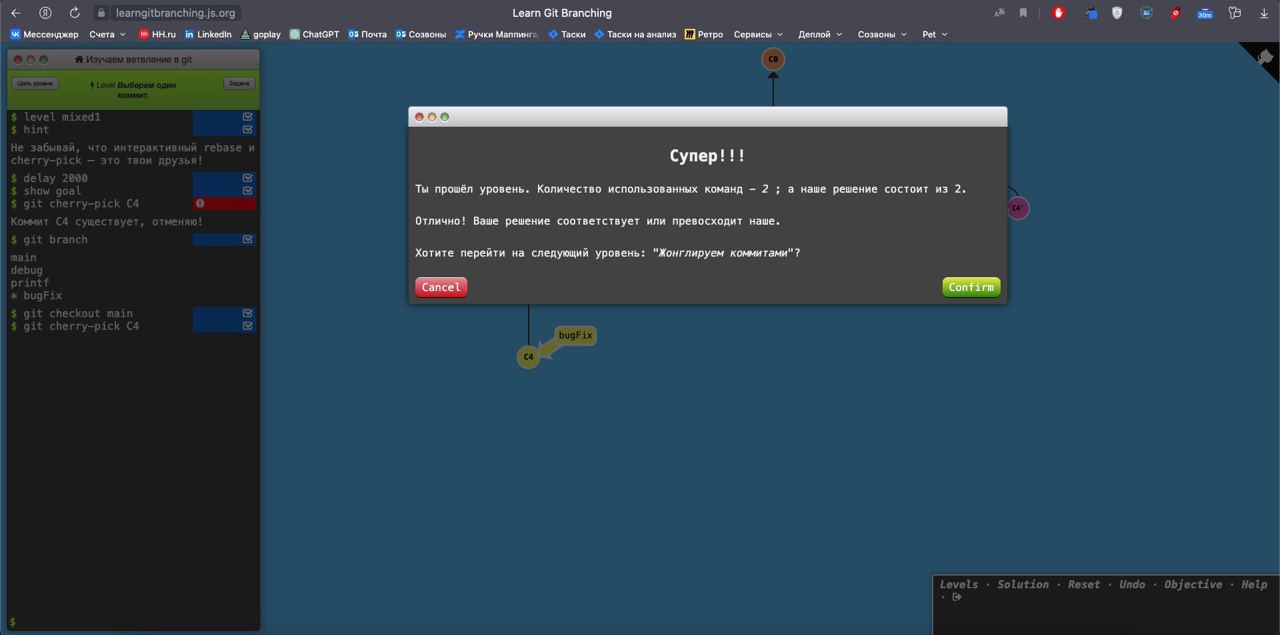 learngitbranching.js.org
Learn Git Branching
30m
Мессенджер Счета HH.ru LinkedIn goplay ChatGPT Почта Созвоны Ручки Маппинга Таски Таски на анализ Ретро Сервисы Деплой Созвоны Pet
Изучаем ветвление в git
Цель уровня
Level Выберем один коммит.
Задача
$ level mixed1
$ hint
Не забывай, что интерактивный rebase и
cherry-pick – это твои друзья!
$ delay 2000
$ show goal
$ git cherry-pick C4
Коммит C4 существует, отменяю!
$ git branch
main
debug
printf
* bugFix
$ git checkout main
$ git cherry-pick C4
$
C0
Супер!!!
Ты прошёл уровень. Количество использованных команд – 2 ; а наше решение состоит из 2.
Отлично! Ваше решение соответствует или превосходит наше.
Хотите перейти на следующий уровень: "Жонглируем коммитами"?
Cancel
Confirm
C4'
bugFix
C4
Levels · Solution · Reset · Undo · Objective · Help
·